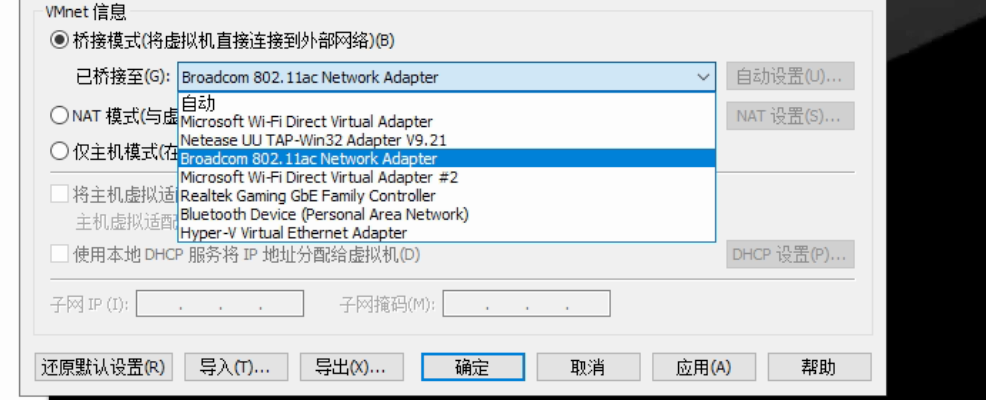 VMnet 信息
桥接模式(将虚拟机直接连接到外部网络)(B)
已桥接至(G): Broadcom 802.11ac Network Adapter 自动设置(U)...
自动
Microsoft Wi-Fi Direct Virtual Adapter
NAT 模式(与虚 NAT 设置(S)...
Netease UU TAP-Win32 Adapter V9.21
仅主机模式(在
Broadcom 802.11ac Network Adapter
Microsoft Wi-Fi Direct Virtual Adapter #2
将主机虚拟适
Realtek Gaming GbE Family Controller
主机虚拟适配
Bluetooth Device (Personal Area Network)
Hyper-V Virtual Ethernet Adapter
使用本地 DHCP 服务将 IP 地址分配给虚拟机(D) DHCP 设置(P)...
子网 IP (I): . . . 子网掩码(M): . . .
还原默认设置(R) 导入(T)... 导出(X)... 确定 取消 应用(A) 帮助